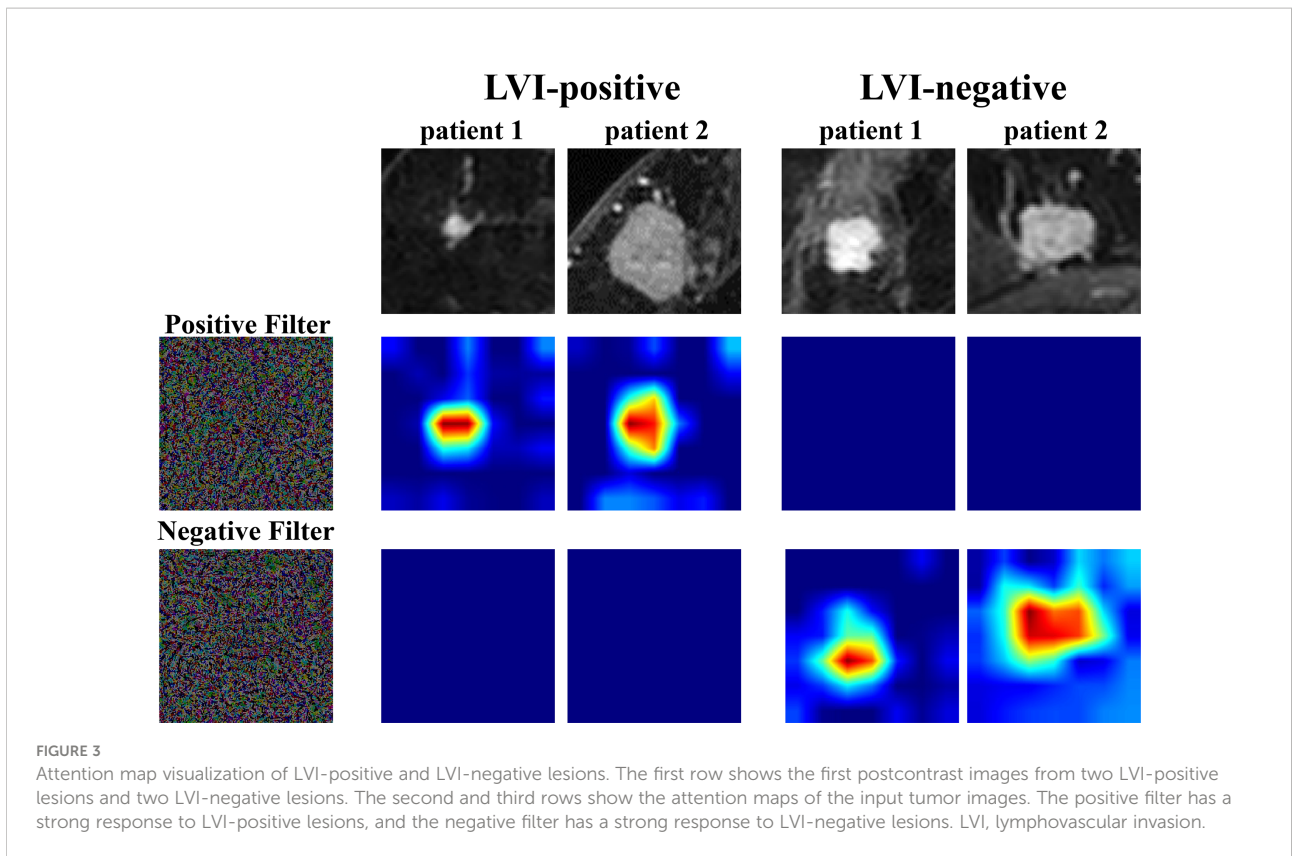 LVI-positive LVI-negative
patient 1 patient 2 patient 1 patient 2
Positive Filter
Negative Filter
FIGURE 3
Attention map visualization of LVI-positive and LVI-negative lesions. The first row shows the first postcontrast images from two LVI-positive
lesions and two LVI-negative lesions. The second and third rows show the attention maps of the input tumor images. The positive filter has a
strong response to LVI-positive lesions, and the negative filter has a strong response to LVI-negative lesions. LVI, lymphovascular invasion.